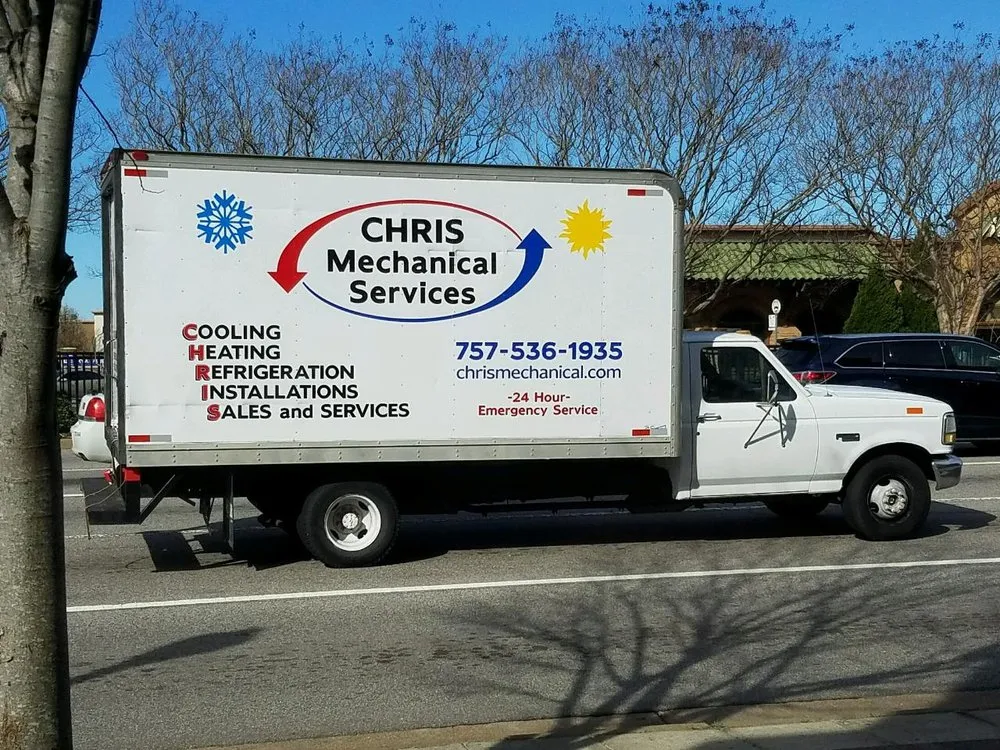 CHRIS
Mechanical
Services
COOLING
HEATING
REFRIGERATION
INSTALLATIONS
SALES and SERVICES
757-536-1935
chrismechanical.com
-24 Hour-
Emergency Service